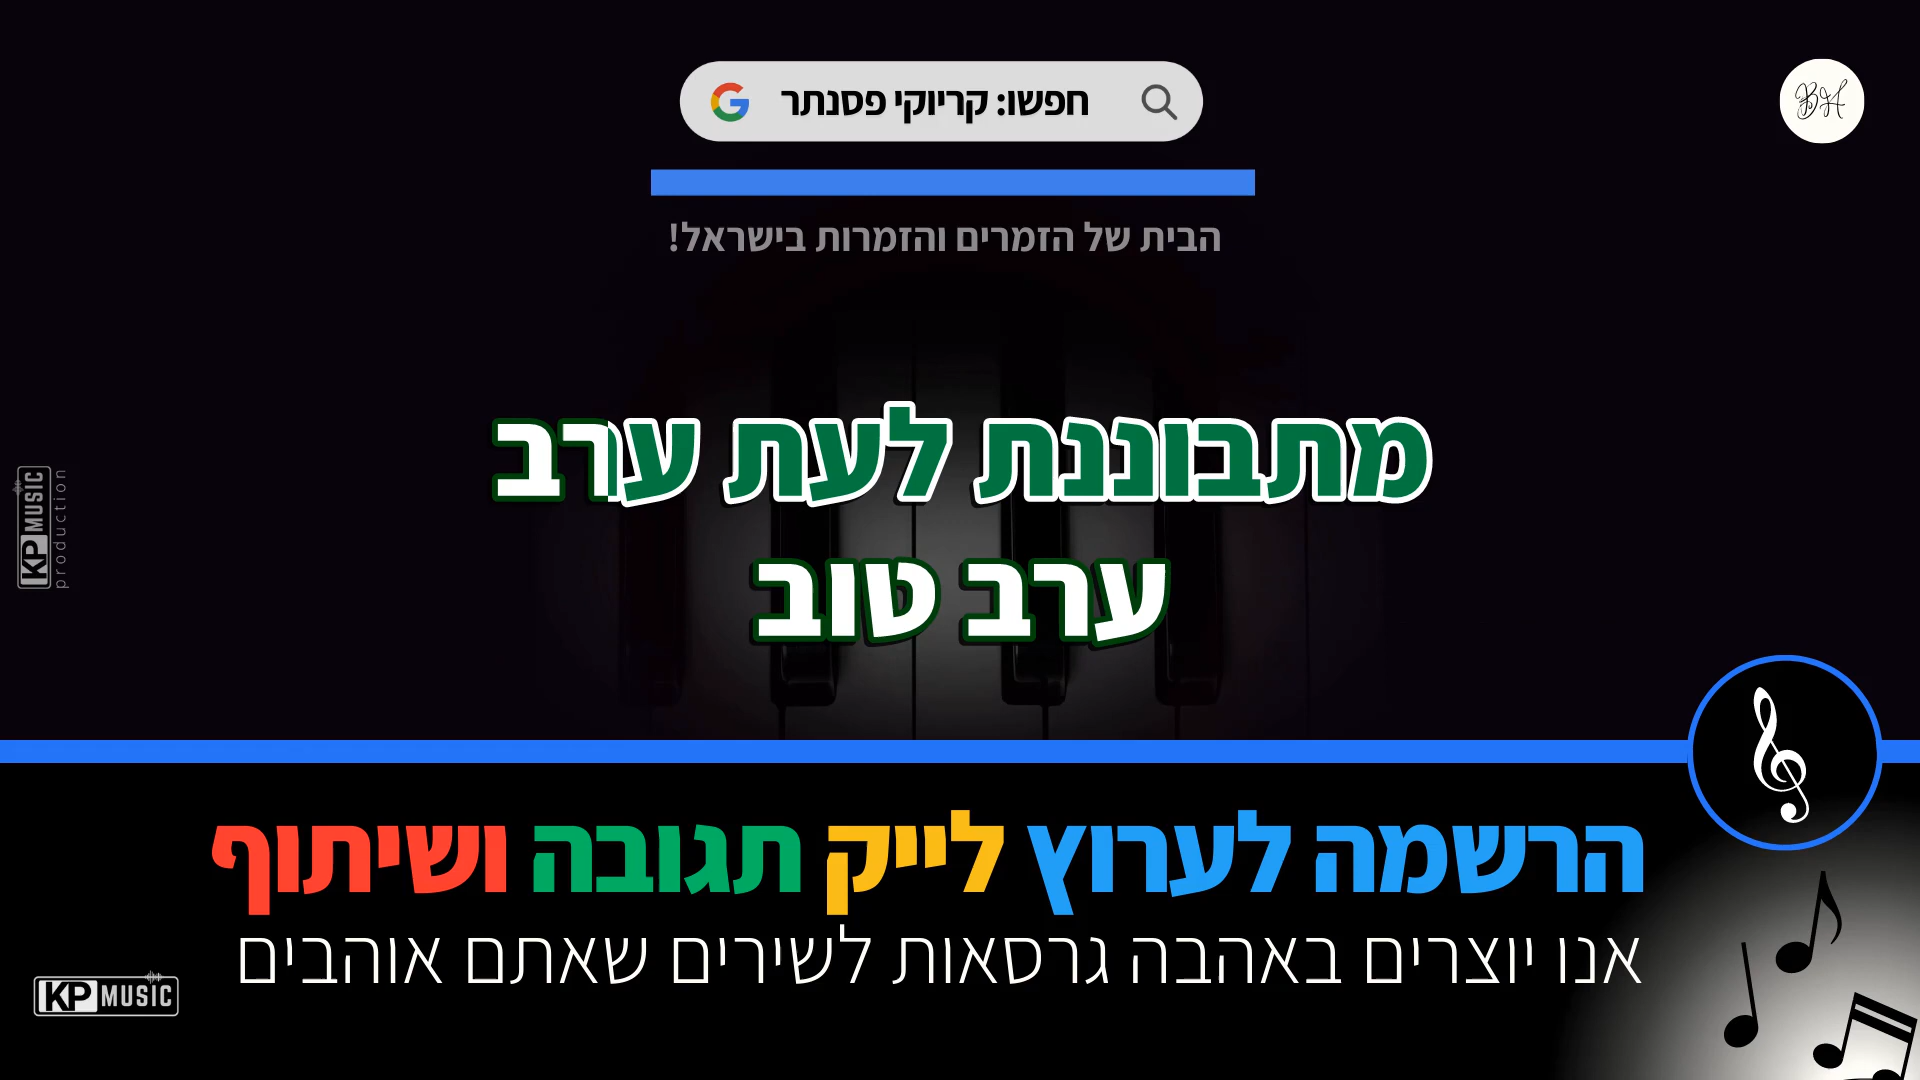 חפשו: קריוקי פסנתר
BH
הבית של הזמרים והזמרות בישראל!
מתבוננת לעת ערב
ערב טוב
KP MUSIC
production
הרשמה לערוץ לייק תגובה ושיתוף
אנו יוצרים באהבה גרסאות לשירים שאתם אוהבים
KP MUSIC